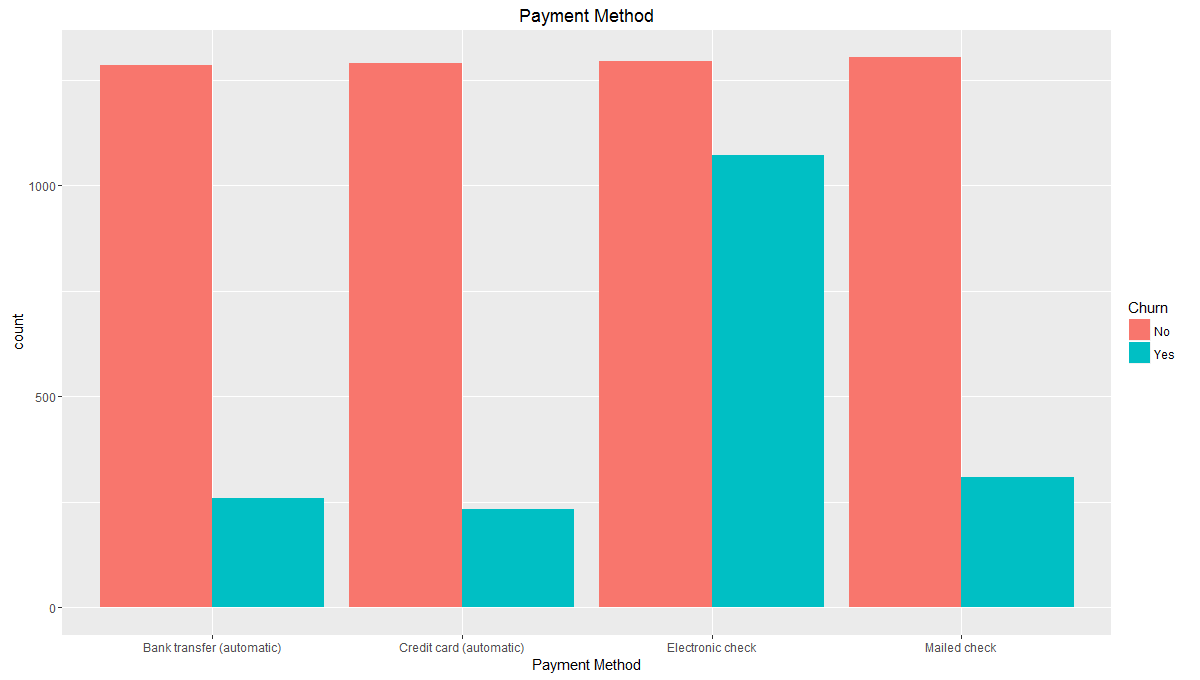 Payment Method
count
1000
500
0
Bank transfer (automatic)
Credit card (automatic)
Electronic check
Mailed check
Payment Method
Churn
No
Yes